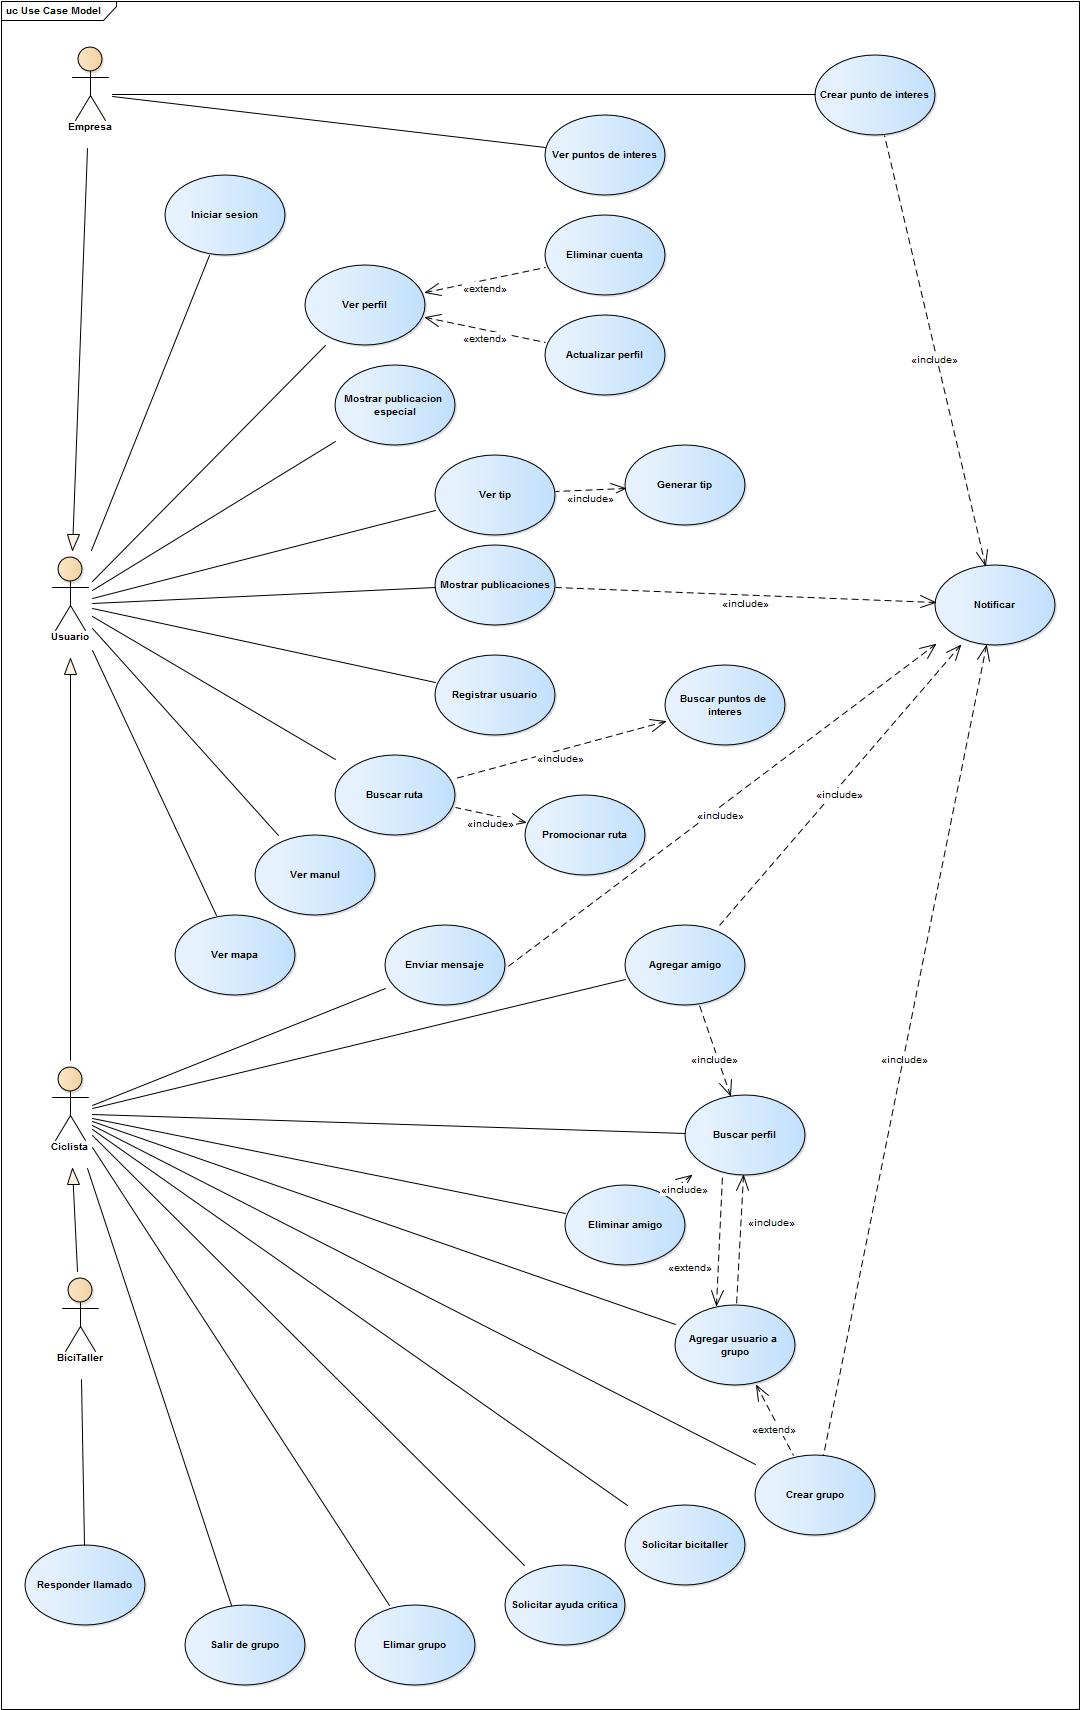 uc Use Case Model
Empresa
Crear punto de interes
Ver puntos de interes
Iniciar sesion
Eliminar cuenta
«extend»
Ver perfil
«extend»
Actualizar perfil
«include»
Mostrar publicacion
especial
Ver tip
«include»
Generar tip
Mostrar publicaciones
«include»
Notificar
Usuario
Registrar usuario
Buscar puntos de
interes
«include»
Buscar ruta
«include»
Promocionar ruta
«include»
«include»
Ver manul
Ver mapa
Enviar mensaje
Agregar amigo
«include»
«include»
Ciclista
Buscar perfil
«include»
Eliminar amigo
«include»
«extend»
Agregar usuario a
grupo
BiciTaller
«extend»
Crear grupo
Solicitar bicitaller
Responder llamado
Solicitar ayuda critica
Salir de grupo
Elimar grupo